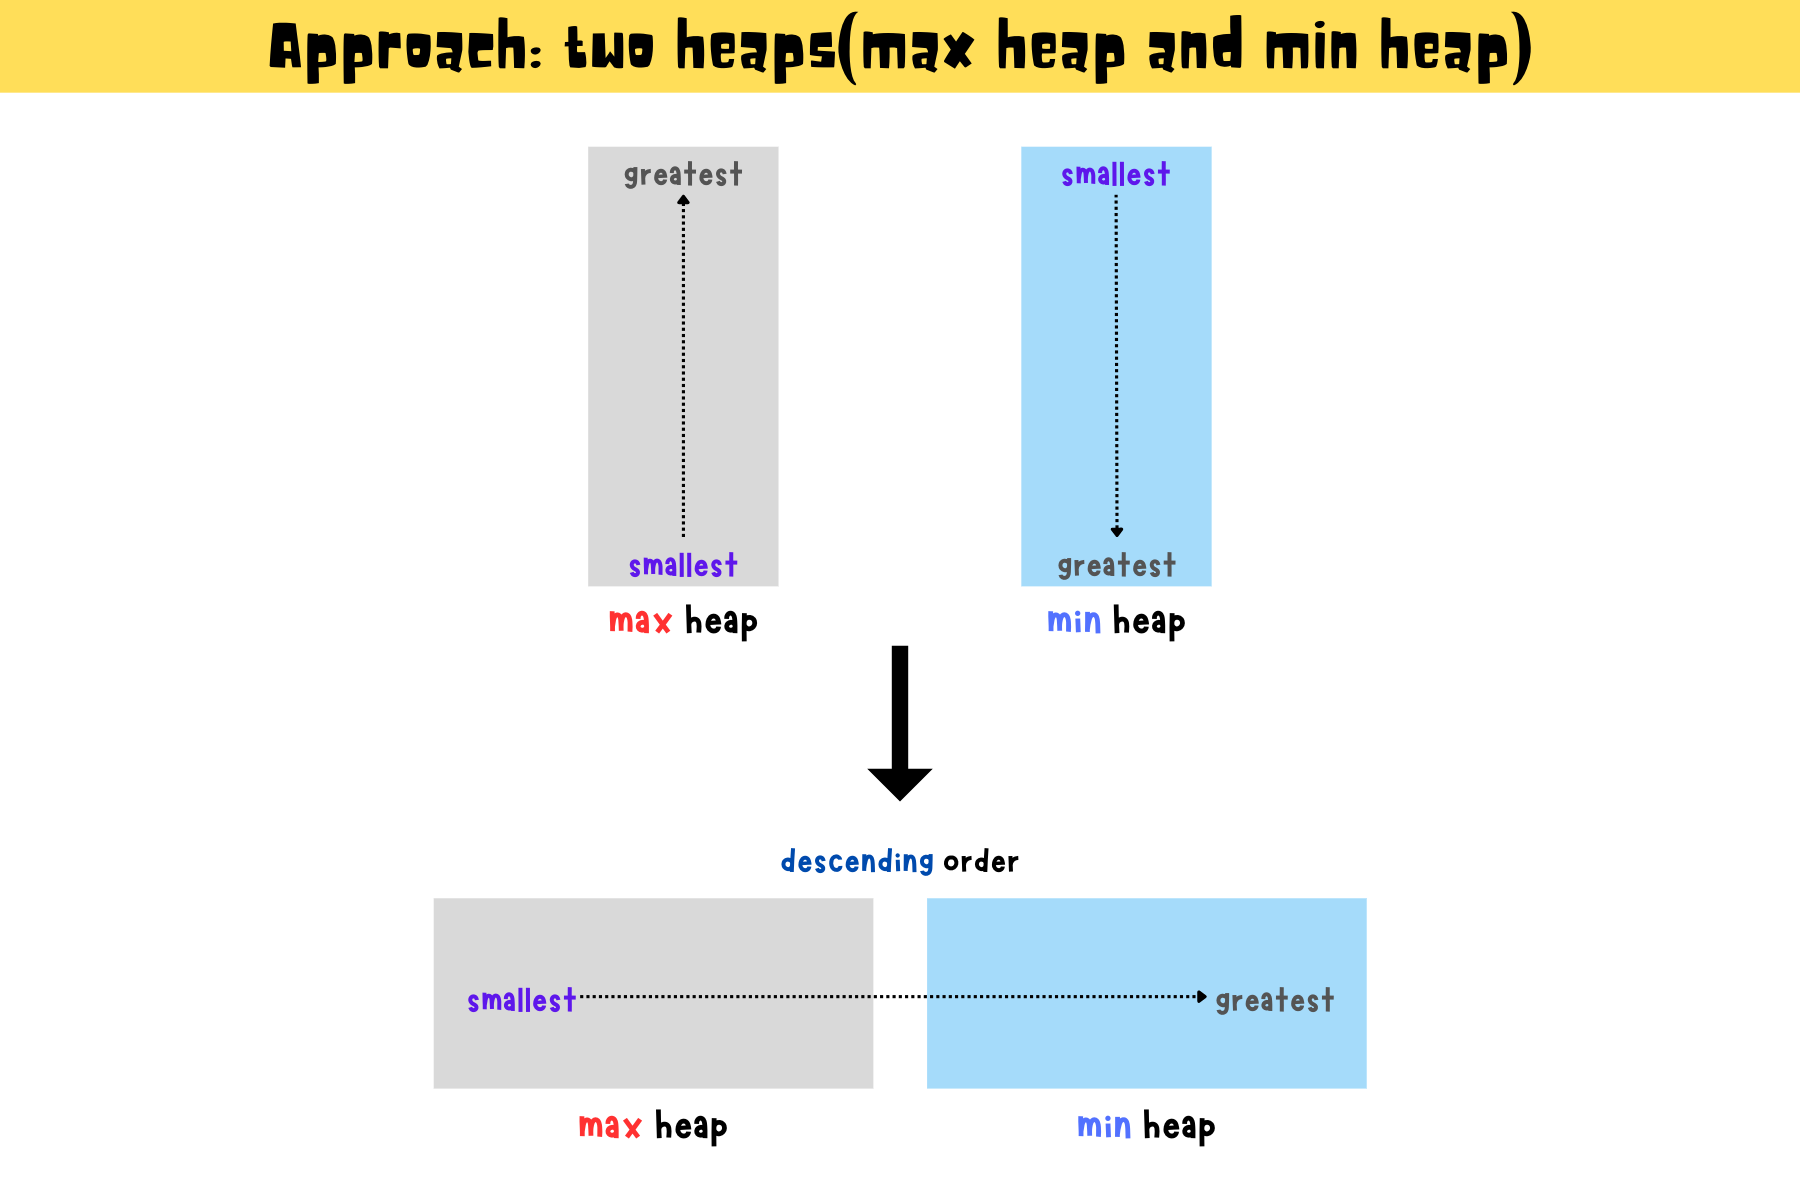 Approach: two heaps(max heap and min heap)
greatest
smallest
max heap
smallest
greatest
min heap
descending order
smallest
greatest
max heap
min heap